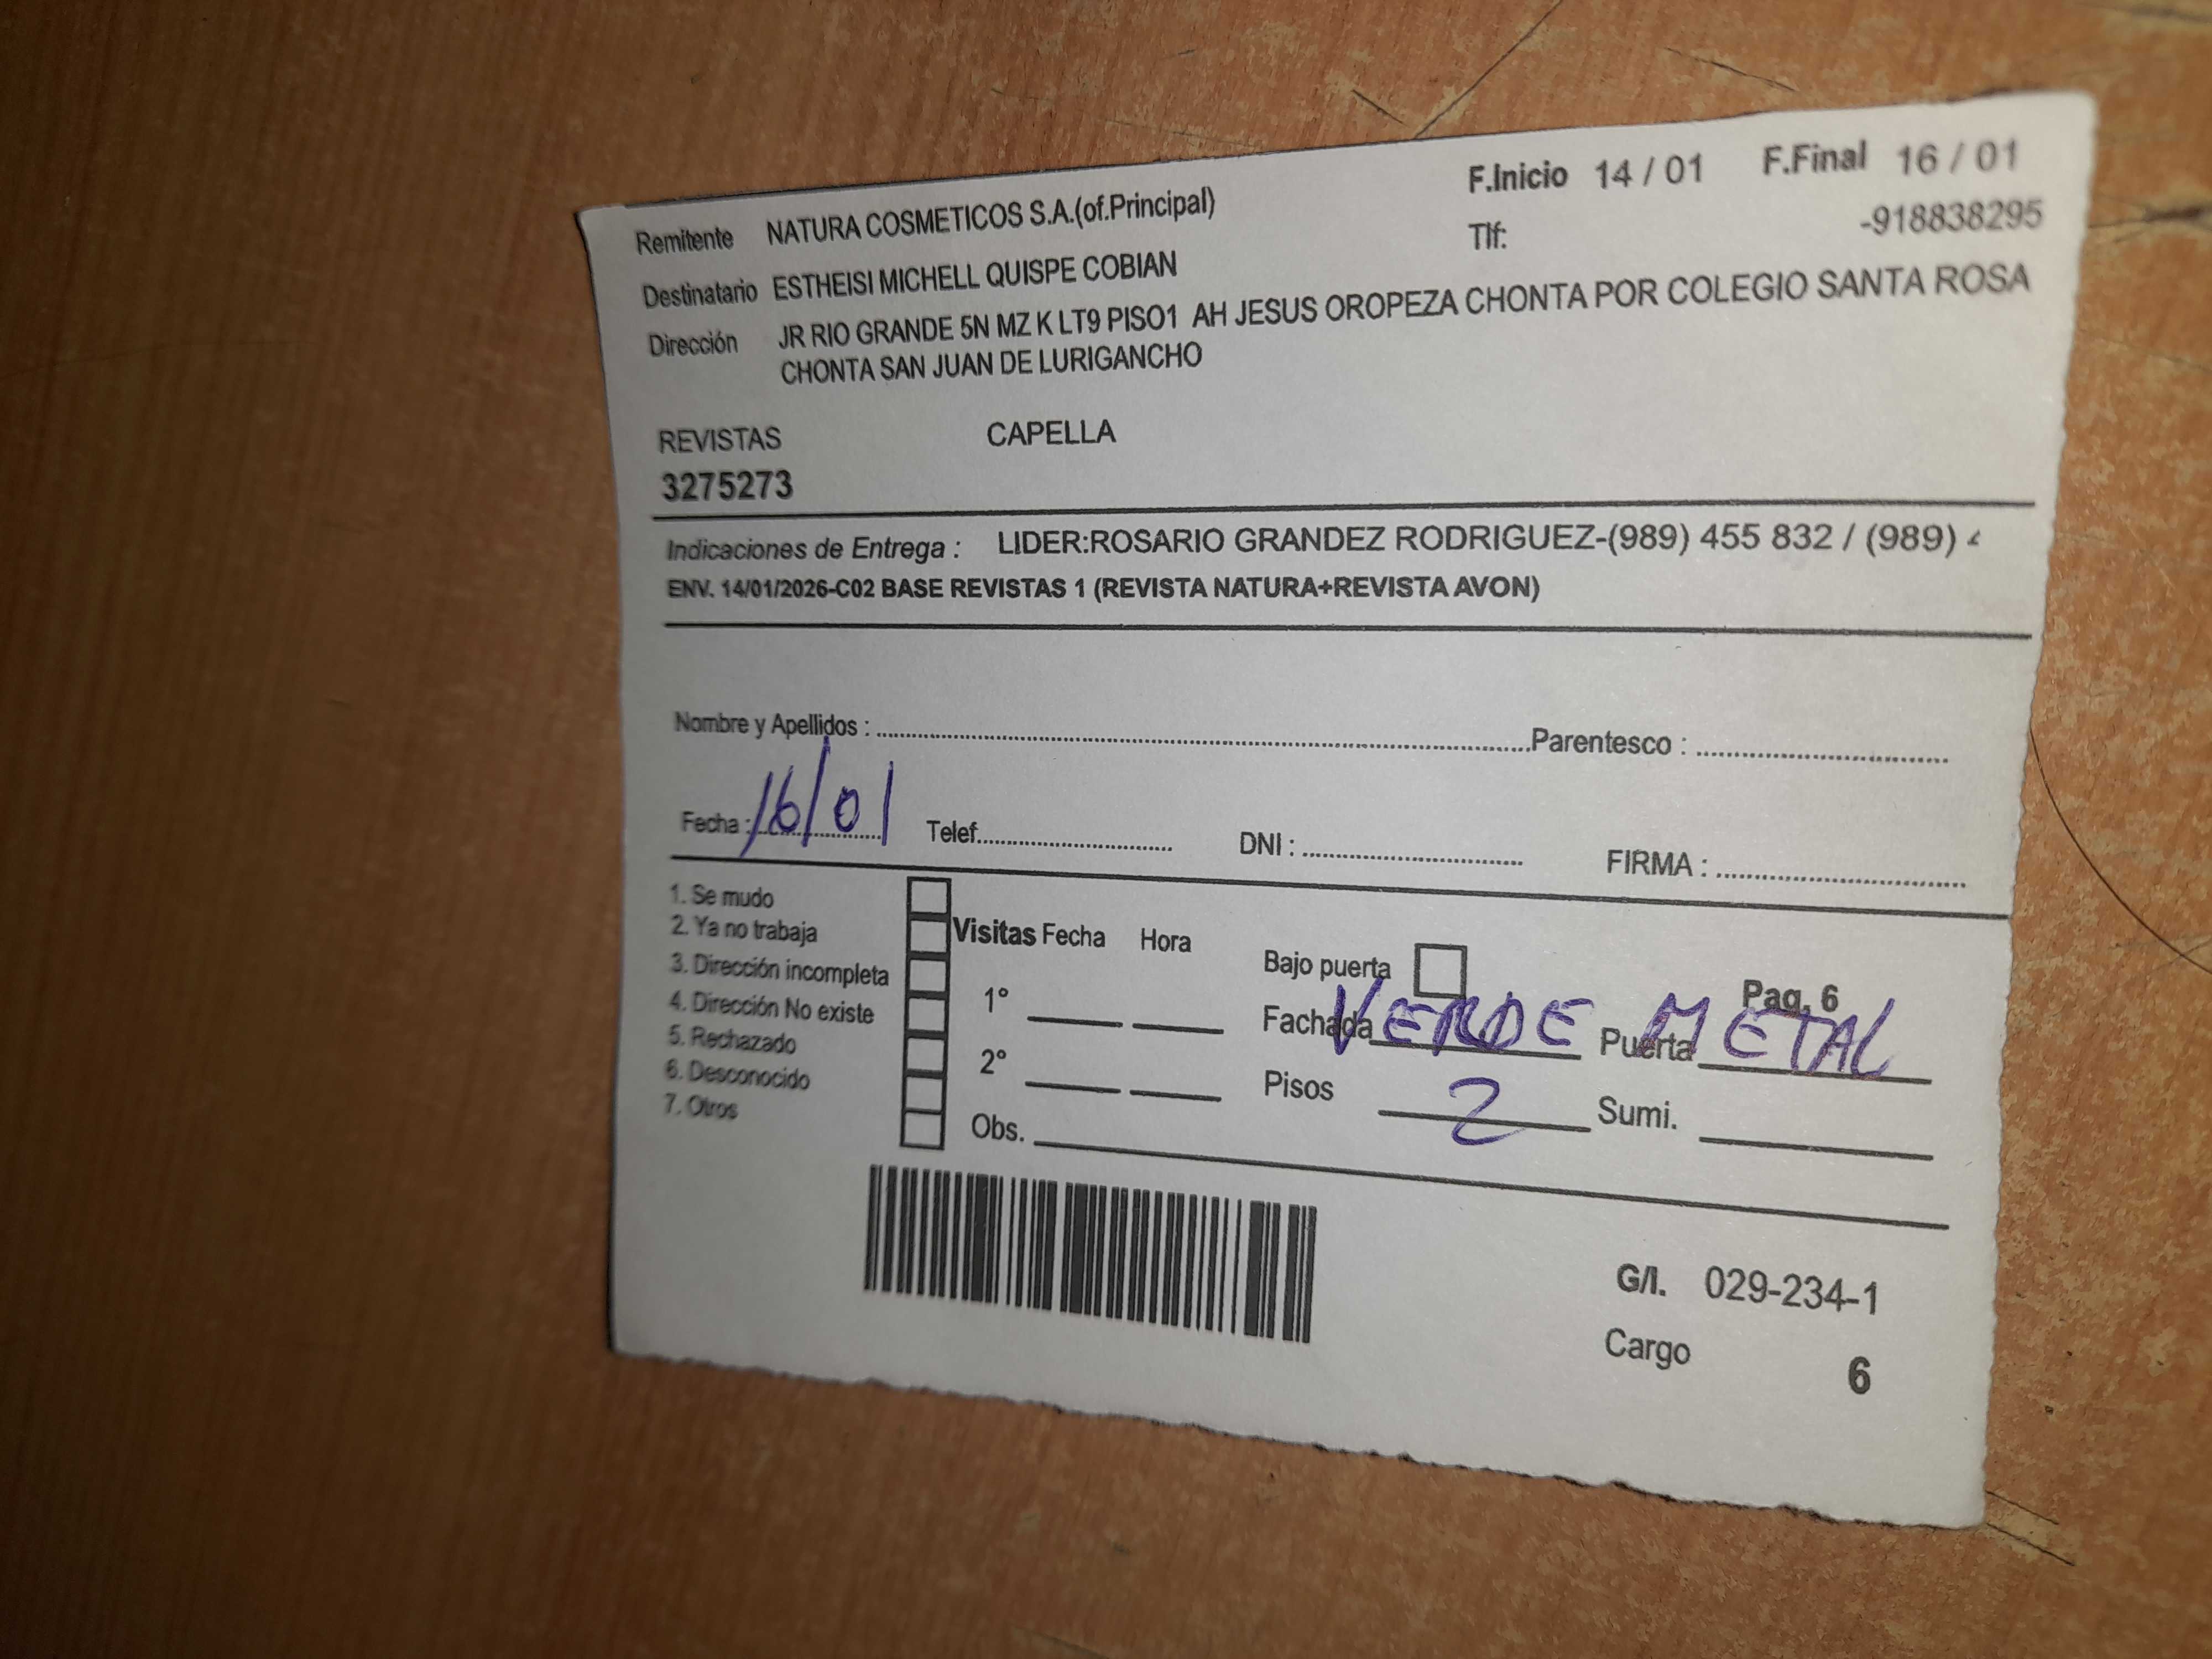 F.Inicio 14 / 01 F.Final 16 / 01
Remitente NATURA COSMETICOS S.A.(of.Principal)
Tlf: -918838295
Destinatario ESTHEISI MICHELL QUISPE COBIAN
Dirección JR RIO GRANDE 5N MZ K LT9 PISO1 AH JESUS OROPEZA CHONTA POR COLEGIO SANTA ROSA
CHONTA SAN JUAN DE LURIGANCHO
REVISTAS CAPELLA
3275273
Indicaciones de Entrega : LIDER:ROSARIO GRANDEZ RODRIGUEZ-(989) 455 832 / (989)
ENV. 14/01/2026-C02 BASE REVISTAS 1 (REVISTA NATURA+REVISTA AVON)
Nombre y Apellidos : Parentesco :
Fecha : 16/01 Telef. DNI : FIRMA :
1. Se mudo
2. Ya no trabaja
3. Dirección incompleta
4. Dirección No existe
5. Rechazado
6. Desconocido
7. Otros
Visitas Fecha Hora
1°
2°
Obs.
Bajo puerta Pag. 6
Fachada VERDE Puerta METAL
Pisos 2 Sumi.
G/I. 029-234-1
Cargo 6